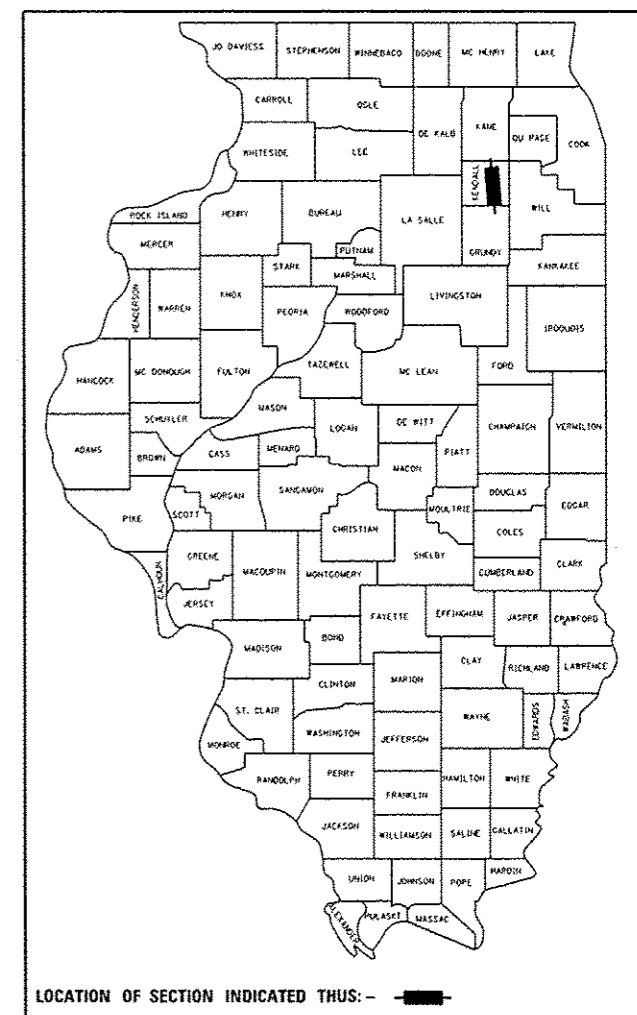 JO DAVIESS STEPHENSON WINNEBAGO BOONE MC HENRY LAKE
CARROLL OGLE DE KALB KANE DU PAGE COOK
WHITESIDE LEE KENDALL WILL
ROCK ISLAND HENRY BUREAU LA SALLE
MERCER PUTNAM GRUNDY
STARK MARSHALL KANKAKEE
HENDERSON WARREN KNOX PEORIA WOODFORD LIVINGSTON IROQUOIS
HANCOCK MC DONOUGH FULTON TAZEWELL MC LEAN FORD
MASON
SCHUYLER LOGAN DE WITT CHAMPAIGN VERMILION
ADAMS BROWN CASS MENARD MACON PIATT
MORGAN SANGAMON DOUGLAS
PIKE SCOTT CHRISTIAN MOULTRIE COLES EDGAR
GREENE SHELBY CUMBERLAND CLARK
CALHOUN JERSEY MACOUPIN MONTGOMERY
FAYETTE EFFINGHAM JASPER CRAWFORD
MADISON BOND
CLAY RICHLAND LAWRENCE
CLINTON MARION
ST. CLAIR WAYNE EDWARDS WABASH
MONROE WASHINGTON JEFFERSON
RANDOLPH PERRY HAMILTON WHITE
FRANKLIN
JACKSON WILLIAMSON SALINE GALLATIN
UNION JOHNSON POPE HARDIN
ALEXANDER PULASKI MASSAC
LOCATION OF SECTION INDICATED THUS: -